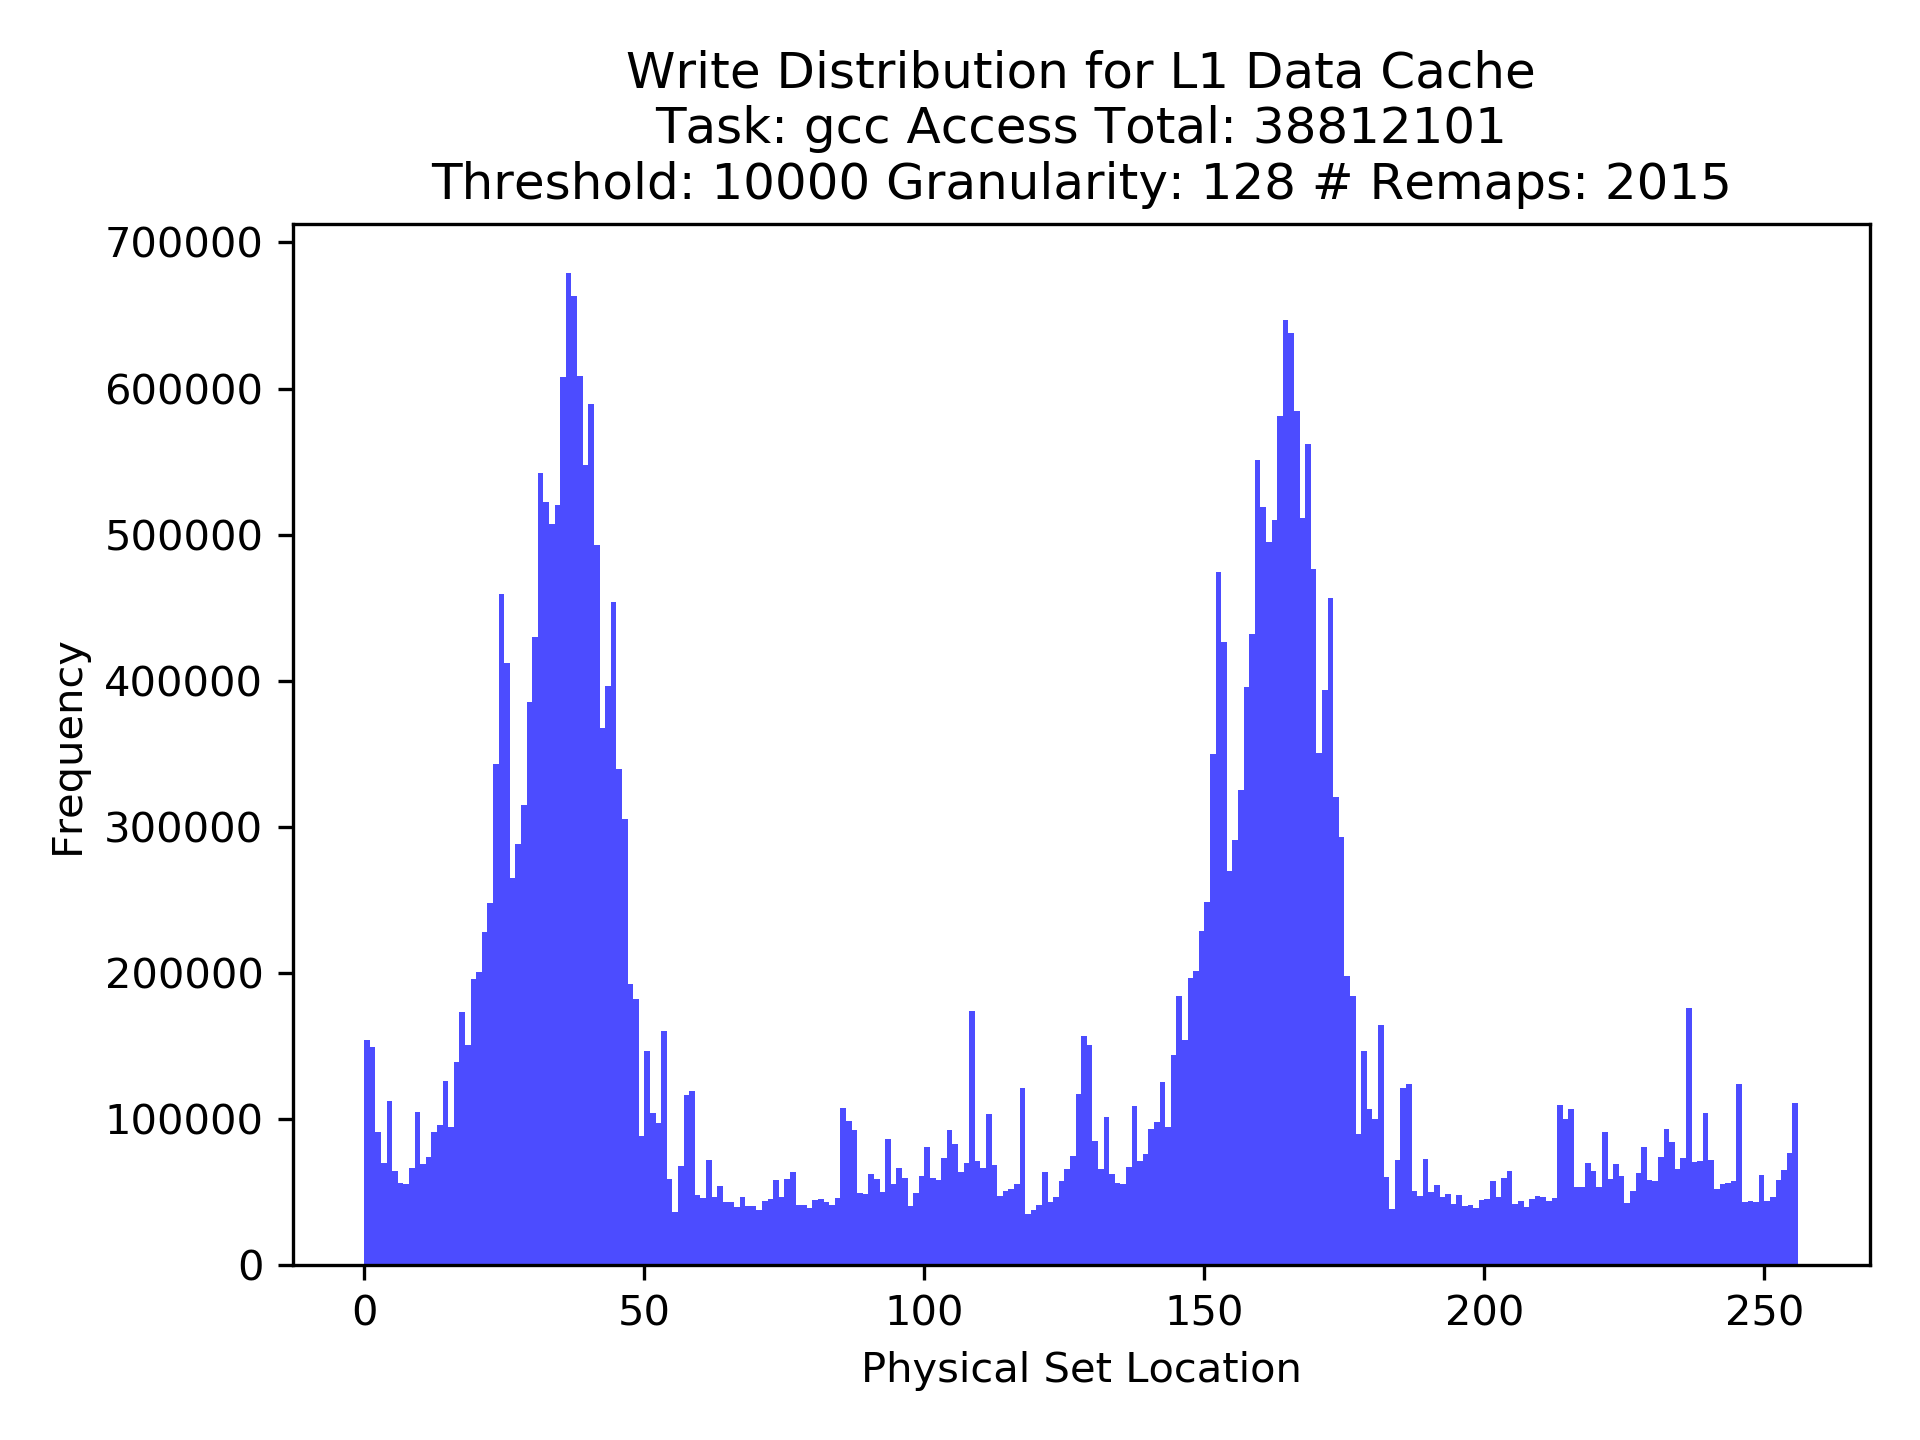 Write Distribution for L1 Data Cache
Task: gcc Access Total: 38812101
Threshold: 10000 Granularity: 128 # Remaps: 2015
700000
600000
500000
400000
300000
200000
100000
0
Frequency
0 50 100 150 200 250
Physical Set Location